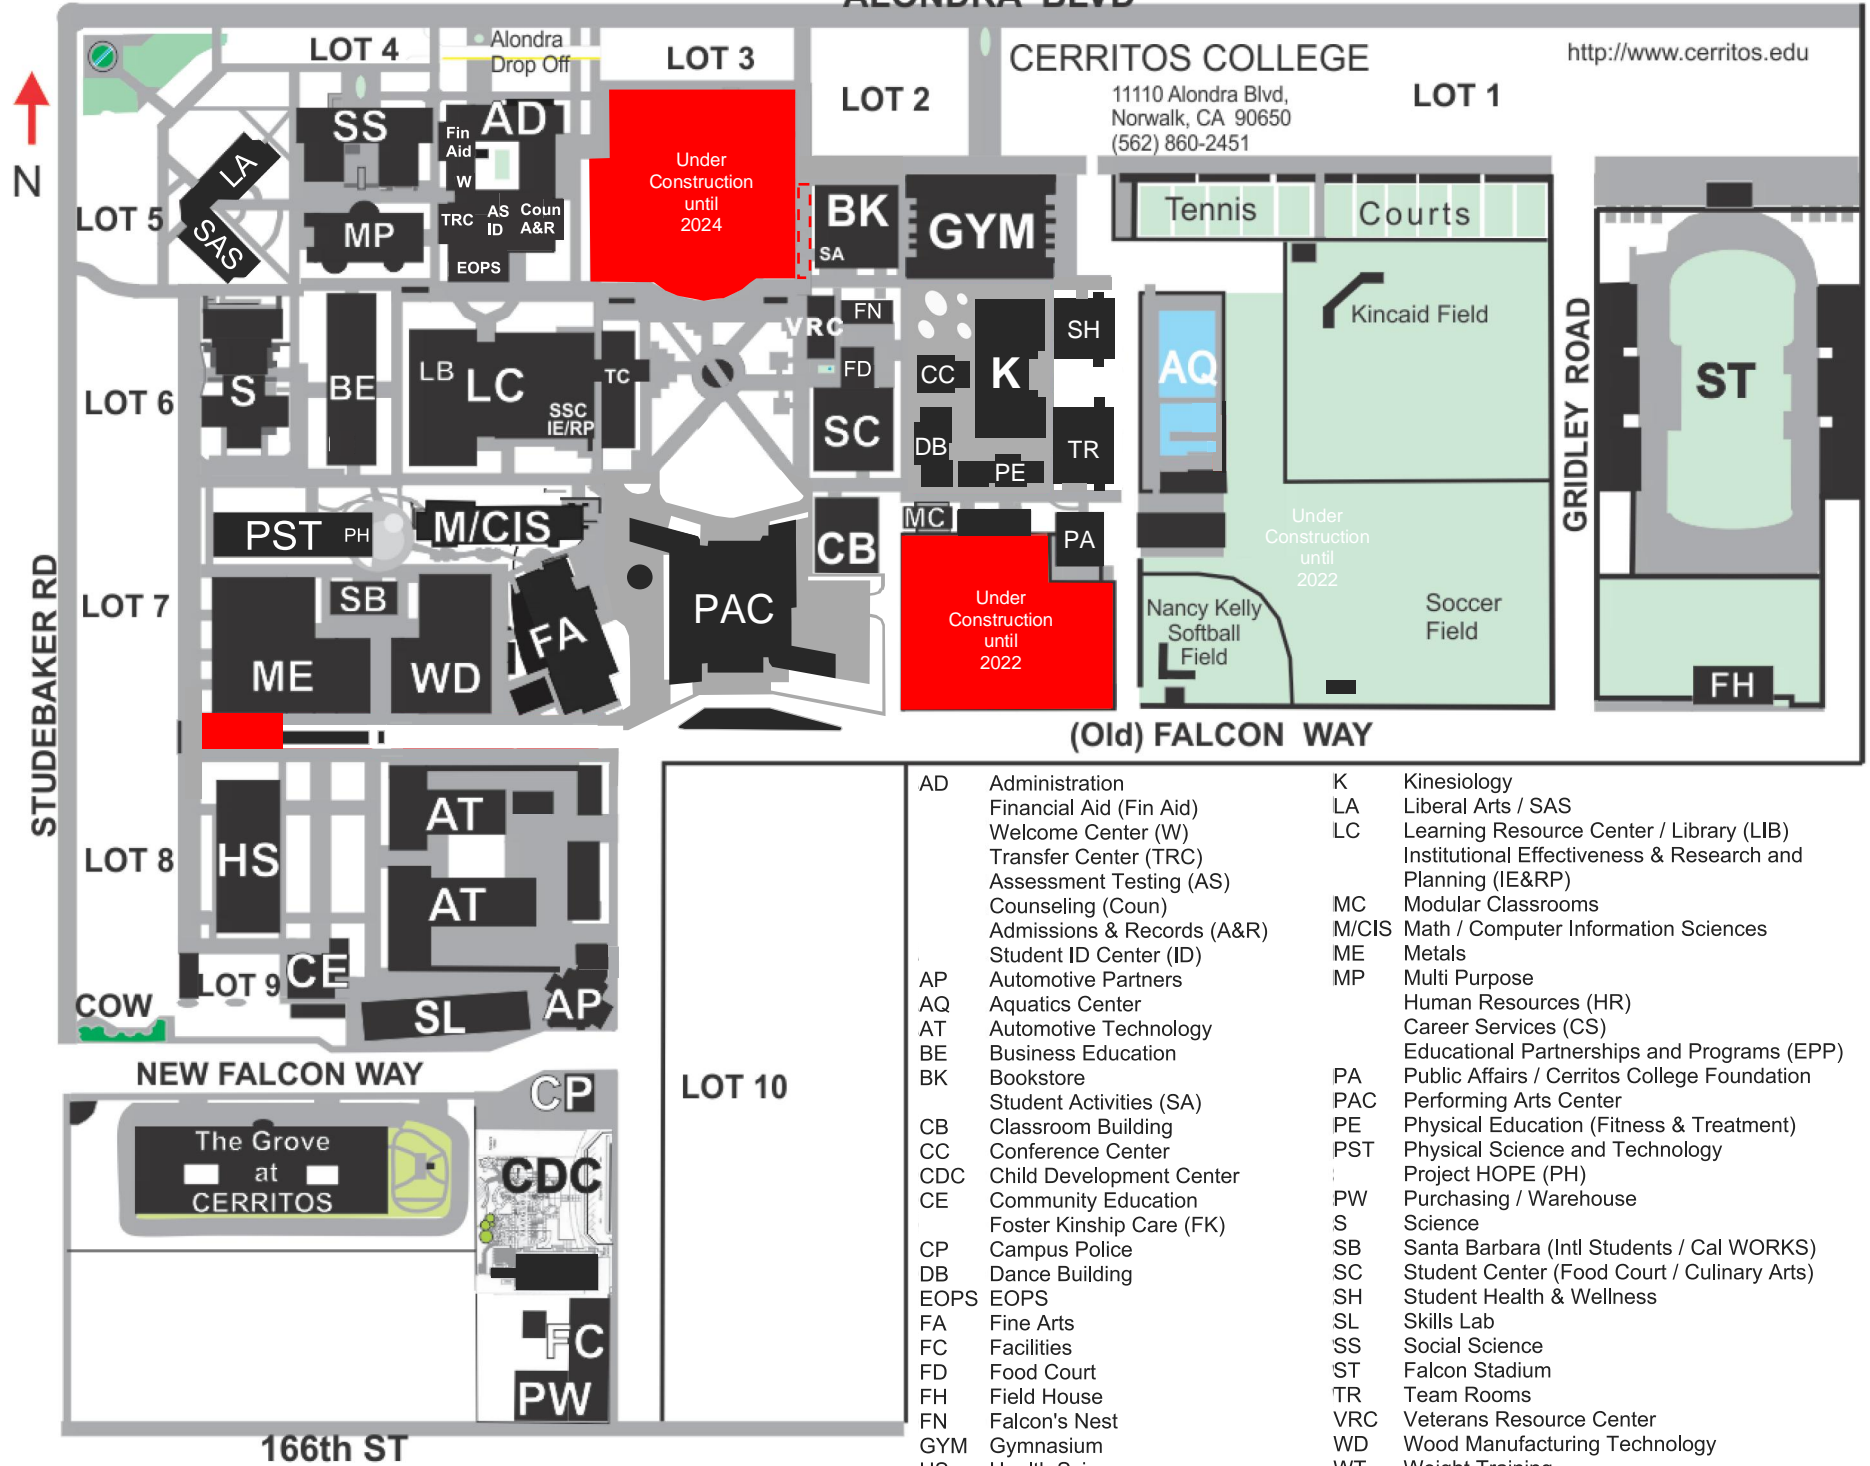 ALONDRA BLVD
LOT 4
Alondra
Drop Off
LOT 3
LOT 2
CERRITOS COLLEGE
11110 Alondra Blvd,
Norwalk, CA 90650
(562) 860-2451
LOT 1
http://www.cerritos.edu
N
SS
AD
Fin
Aid
W
TRC
AS
ID
Coun
A&R
EOPS
LA
SAS
LOT 5
MP
Under
Construction
until
2024
BK
SA
GYM
Tennis
Courts
Kincaid Field
GRIDLEY ROAD
ST
LOT 6
S
BE
LB
LC
SSC
IE/RP
TC
VRC
FN
FD
SC
CC
K
SH
DB
PE
TR
AQ
STUDEBAKER RD
LOT 7
PST
PH
M/CIS
CB
MC
PA
Under
Construction
until
2022
SB
ME
WD
FA
PAC
Under
Construction
until
2022
Nancy Kelly
Softball
Field
Soccer
Field
FH
(Old) FALCON WAY
LOT 8
HS
AT
AT
LOT 9
CE
COW
SL
AP
NEW FALCON WAY
CP
LOT 10
The Grove
at
CERRITOS
CDC
FC
PW
166th ST
AD Administration
Financial Aid (Fin Aid)
Welcome Center (W)
Transfer Center (TRC)
Assessment Testing (AS)
Counseling (Coun)
Admissions & Records (A&R)
Student ID Center (ID)
AP Automotive Partners
AQ Aquatics Center
AT Automotive Technology
BE Business Education
BK Bookstore
Student Activities (SA)
CB Classroom Building
CC Conference Center
CDC Child Development Center
CE Community Education
Foster Kinship Care (FK)
CP Campus Police
DB Dance Building
EOPS EOPS
FA Fine Arts
FC Facilities
FD Food Court
FH Field House
FN Falcon's Nest
GYM Gymnasium
K Kinesiology
LA Liberal Arts / SAS
LC Learning Resource Center / Library (LIB)
Institutional Effectiveness & Research and
Planning (IE&RP)
MC Modular Classrooms
M/CIS Math / Computer Information Sciences
ME Metals
MP Multi Purpose
Human Resources (HR)
Career Services (CS)
Educational Partnerships and Programs (EPP)
PA Public Affairs / Cerritos College Foundation
PAC Performing Arts Center
PE Physical Education (Fitness & Treatment)
PST Physical Science and Technology
Project HOPE (PH)
PW Purchasing / Warehouse
S Science
SB Santa Barbara (Intl Students / Cal WORKS)
SC Student Center (Food Court / Culinary Arts)
SH Student Health & Wellness
SL Skills Lab
SS Social Science
ST Falcon Stadium
TR Team Rooms
VRC Veterans Resource Center
WD Wood Manufacturing Technology
WT Weight Training